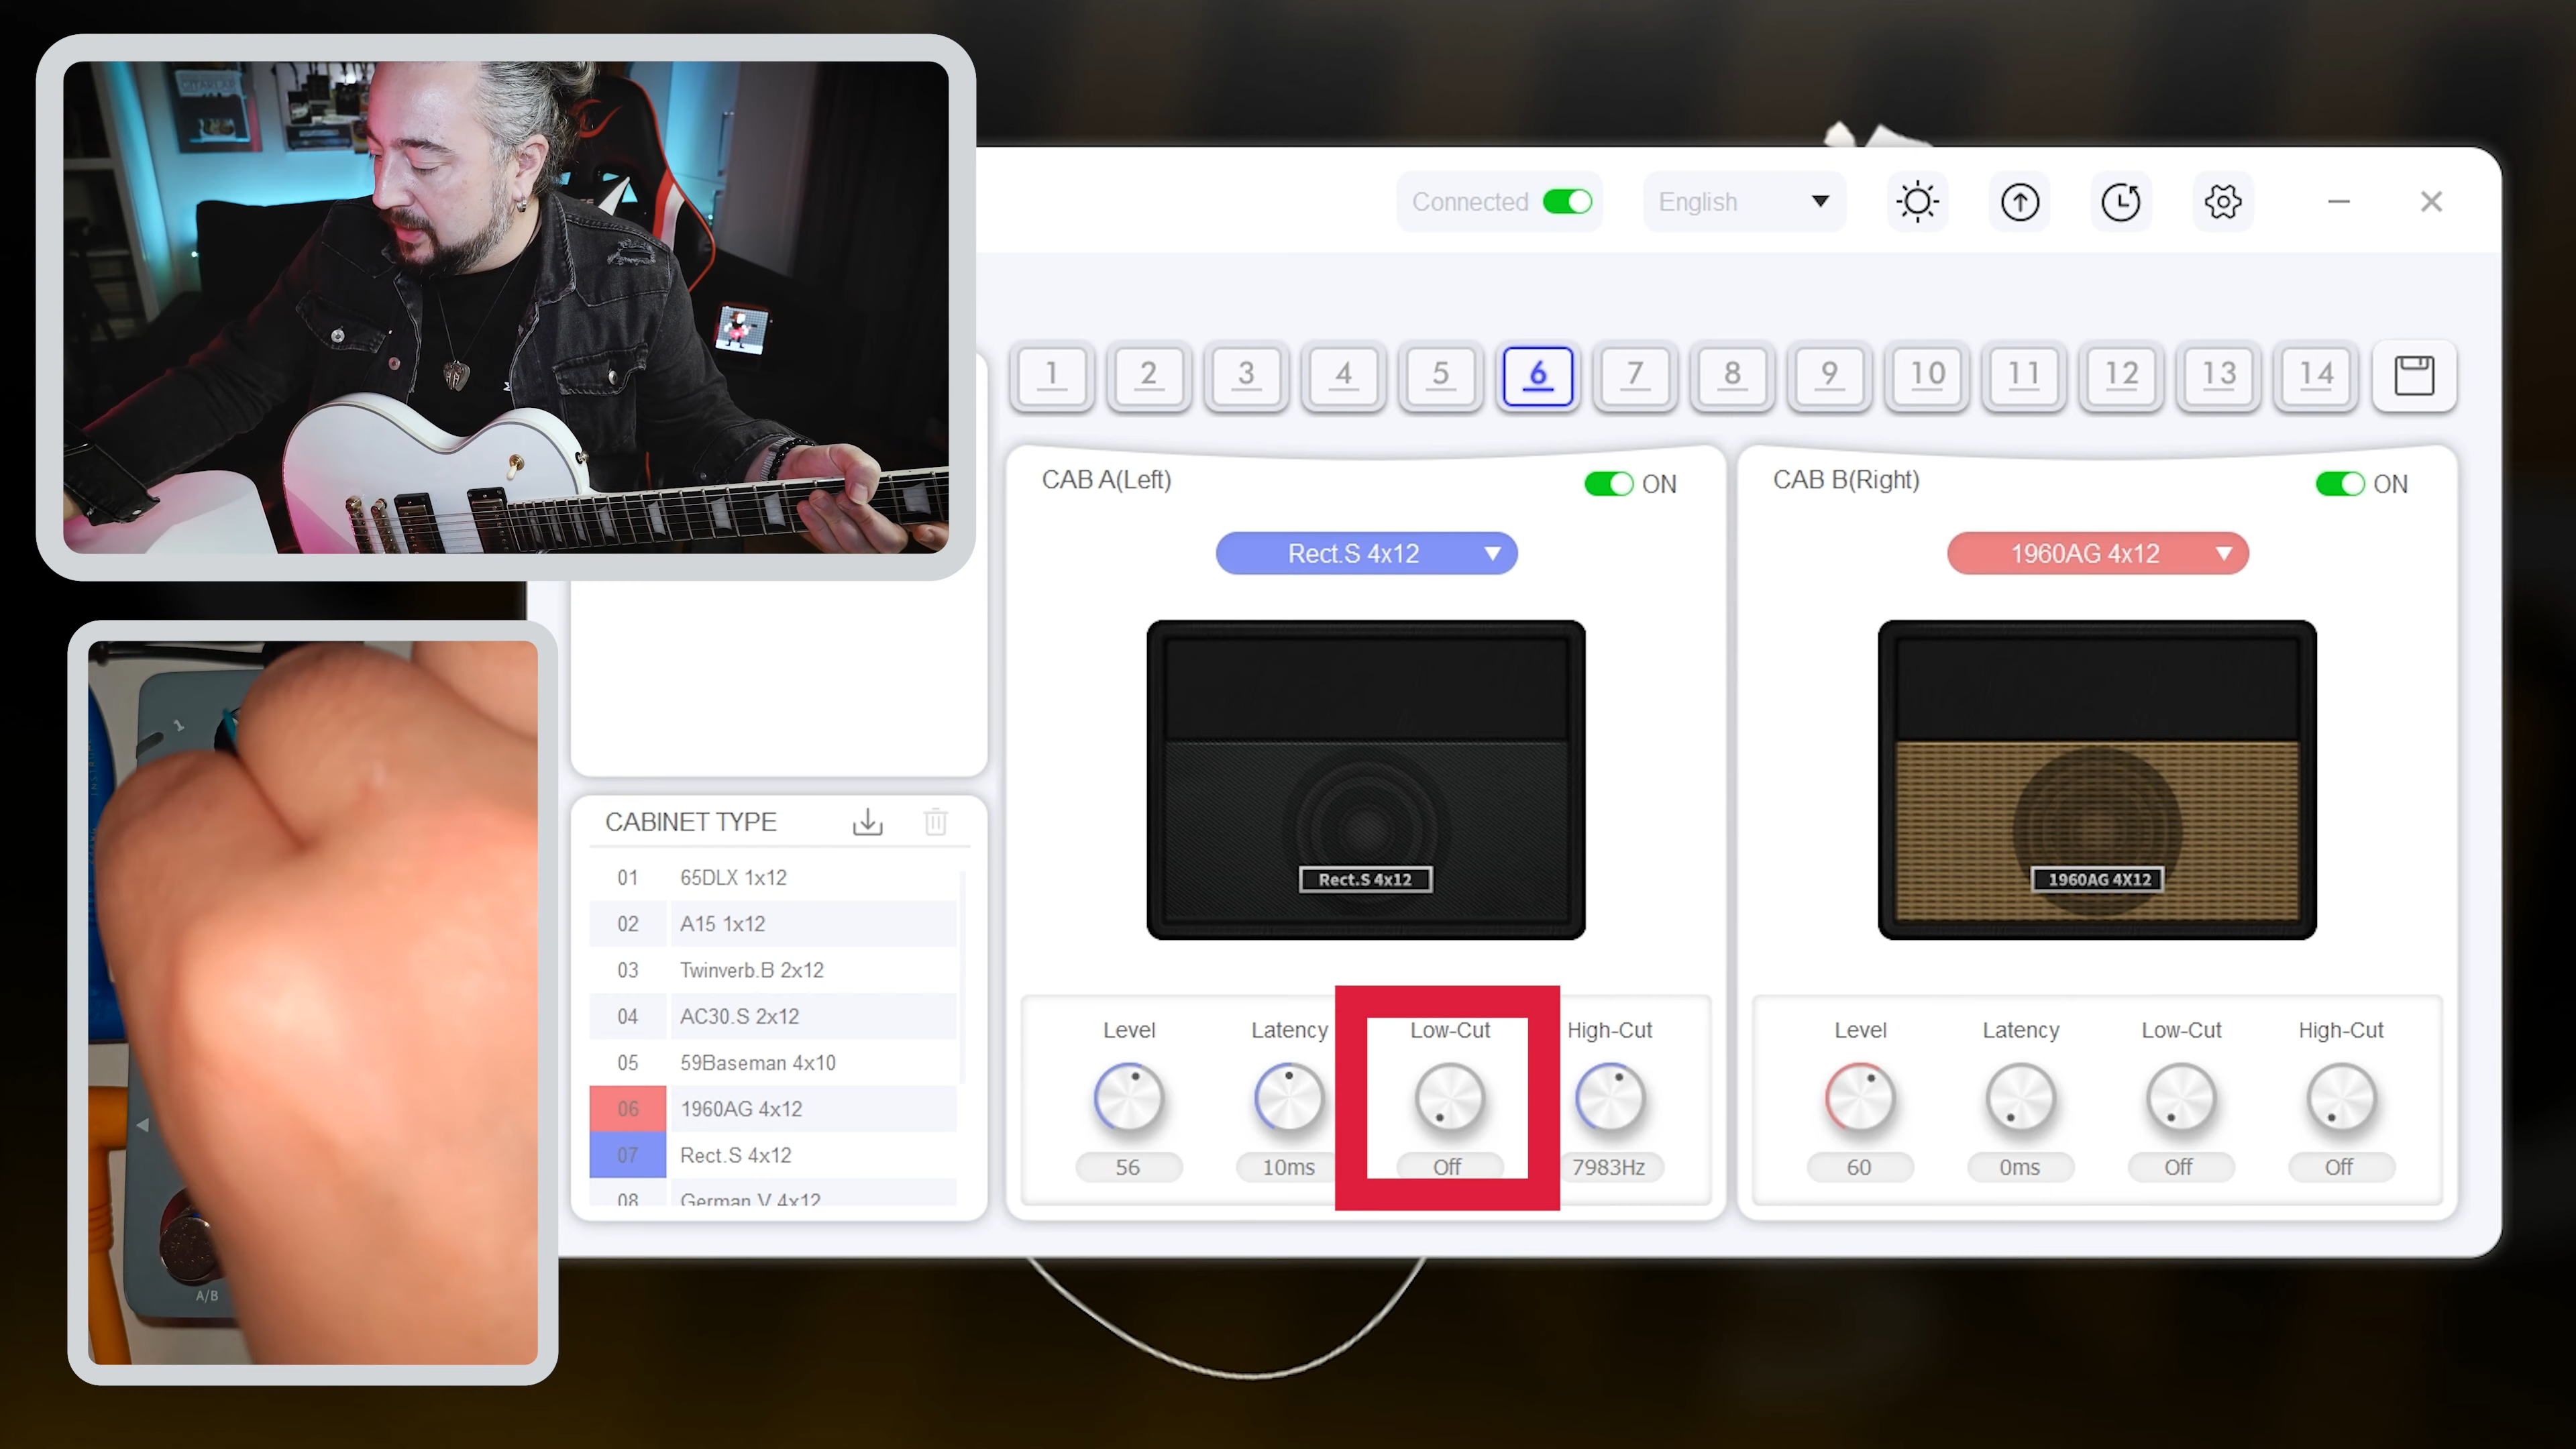 GITARLAR
Connected
English
1 2 3 4 5 6 7 8 9 10 11 12 13 14
CAB A(Left)
ON
Rect.S 4x12
Rect.S 4x12
Level Latency Low-Cut High-Cut
56 10ms Off 7983Hz
CAB B(Right)
ON
1960AG 4x12
1960AG 4X12
Level Latency Low-Cut High-Cut
60 0ms Off Off
CABINET TYPE
01 65DLX 1x12
02 A15 1x12
03 Twinverb.B 2x12
04 AC30.S 2x12
05 59Baseman 4x10
06 1960AG 4x12
07 Rect.S 4x12
08 German V 4x12
1
A/B